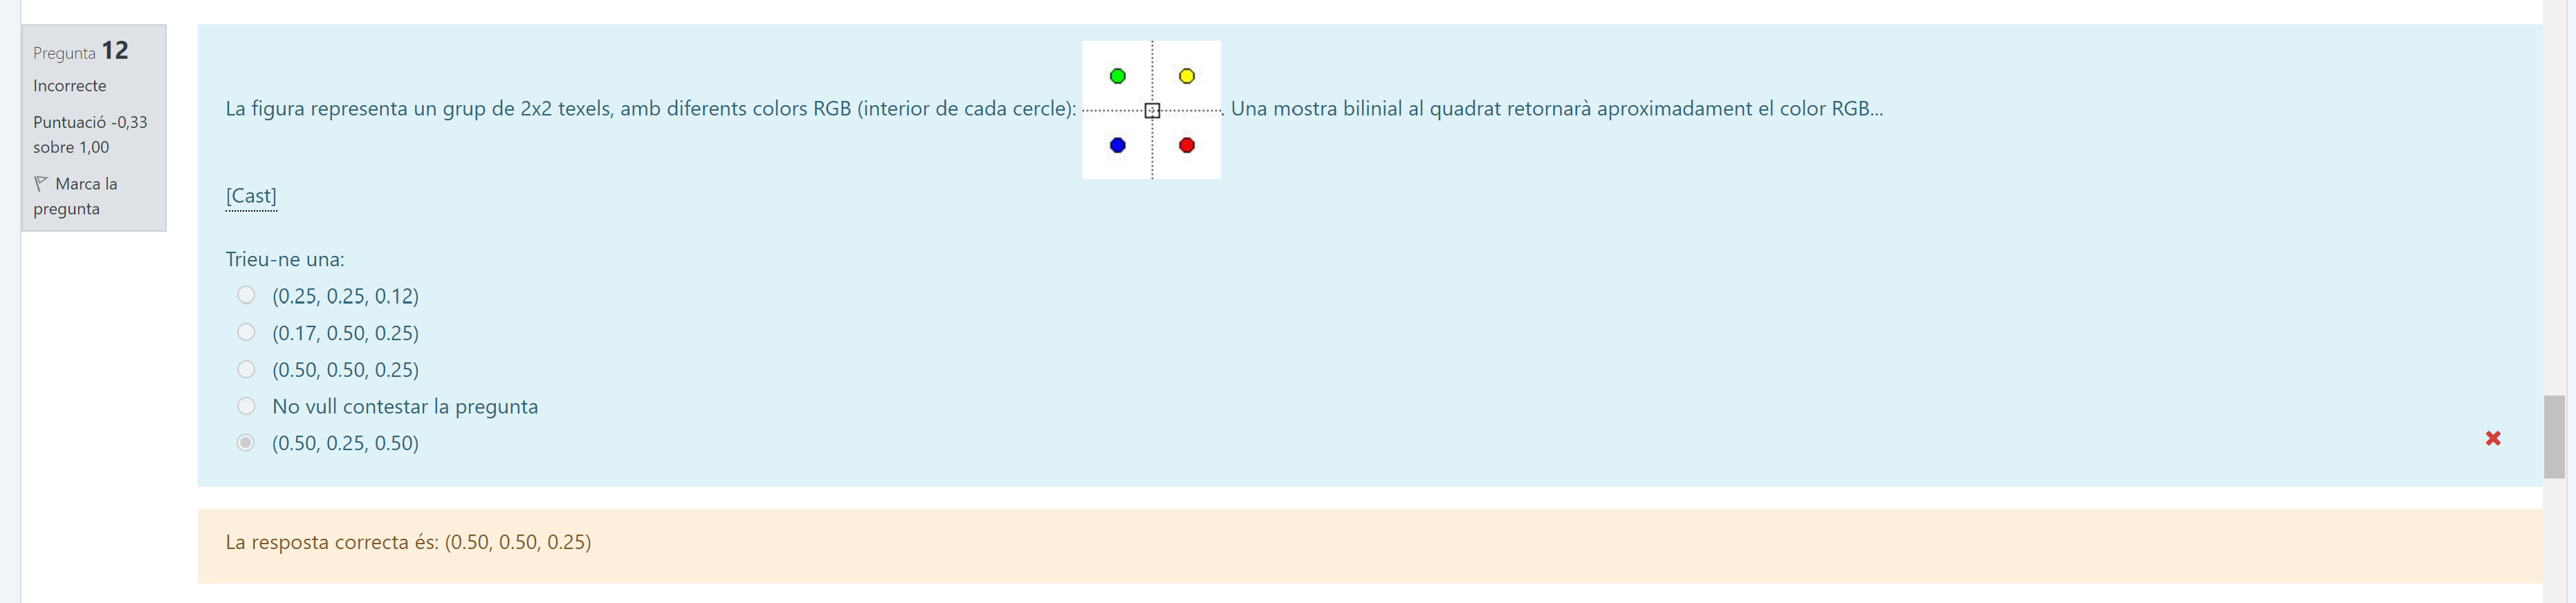 Pregunta 12
Incorrecte
Puntuació -0,33
sobre 1,00
Marca la
pregunta
La figura representa un grup de 2x2 texels, amb diferents colors RGB (interior de cada cercle): . Una mostra bilinial al quadrat retornarà aproximadament el color RGB...
[Cast]
Trieu-ne una:
(0.25, 0.25, 0.12)
(0.17, 0.50, 0.25)
(0.50, 0.50, 0.25)
No vull contestar la pregunta
(0.50, 0.25, 0.50)
La resposta correcta és: (0.50, 0.50, 0.25)